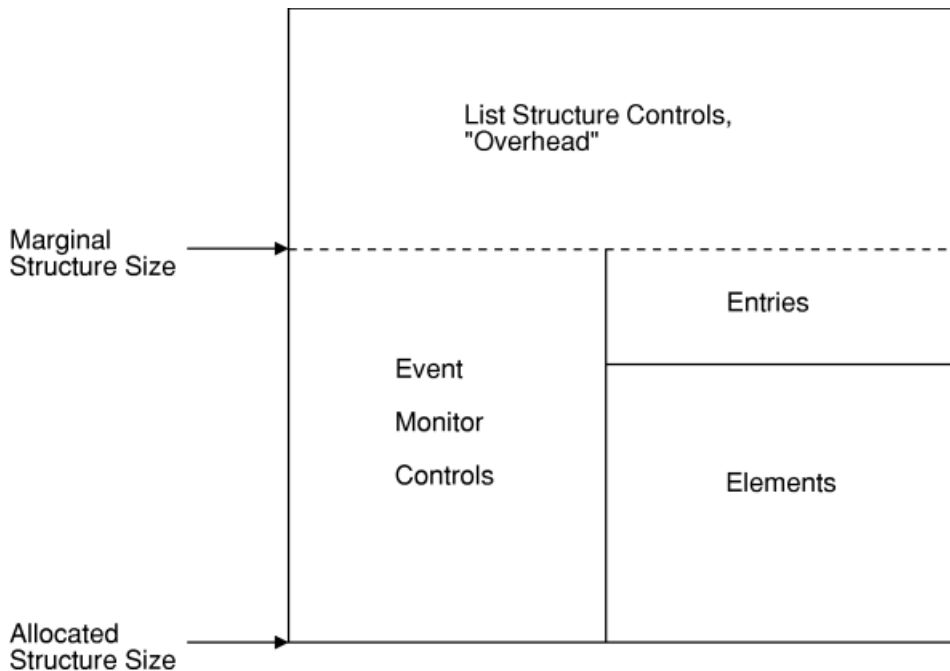 List Structure Controls,
"Overhead"
Marginal
Structure Size
Entries
Event
Monitor
Controls
Elements
Allocated
Structure Size